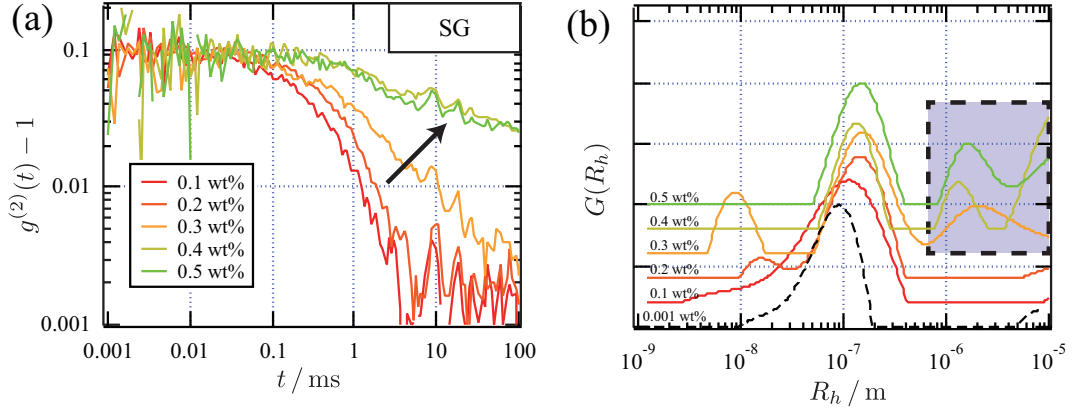 (a)
SG
0.1
0.01
0.001
g(2)(t) − 1
0.1 wt%
0.2 wt%
0.3 wt%
0.4 wt%
0.5 wt%
0.001
0.01
0.1
1
10
100
t / ms
(b)
G(Rh)
0.5 wt%
0.4 wt%
0.3 wt%
0.2 wt%
0.1 wt%
0.001 wt%
10-9
10-8
10-7
10-6
10-5
Rh / m